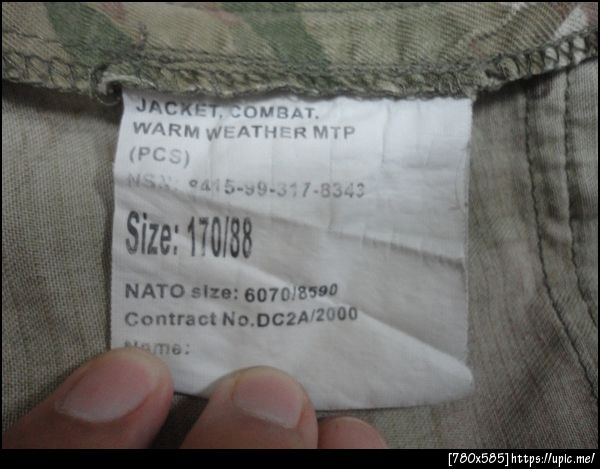 JACKET, COMBAT.
WARM WEATHER MTP
(PCS)
NSN: 8415-99-317-8343
Size: 170/88
NATO size: 6070/8590
Contract No.DC2A/2000
Name:
[780x585]https://upic.me/